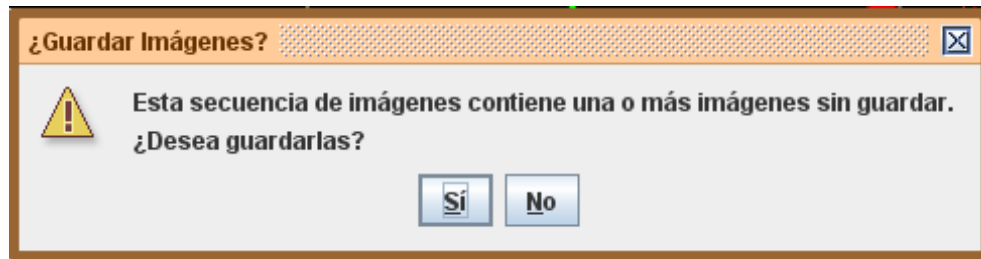 ¿Guardar Imágenes?
Esta secuencia de imágenes contiene una o más imágenes sin guardar.
¿Desea guardarlas?
Sí
No